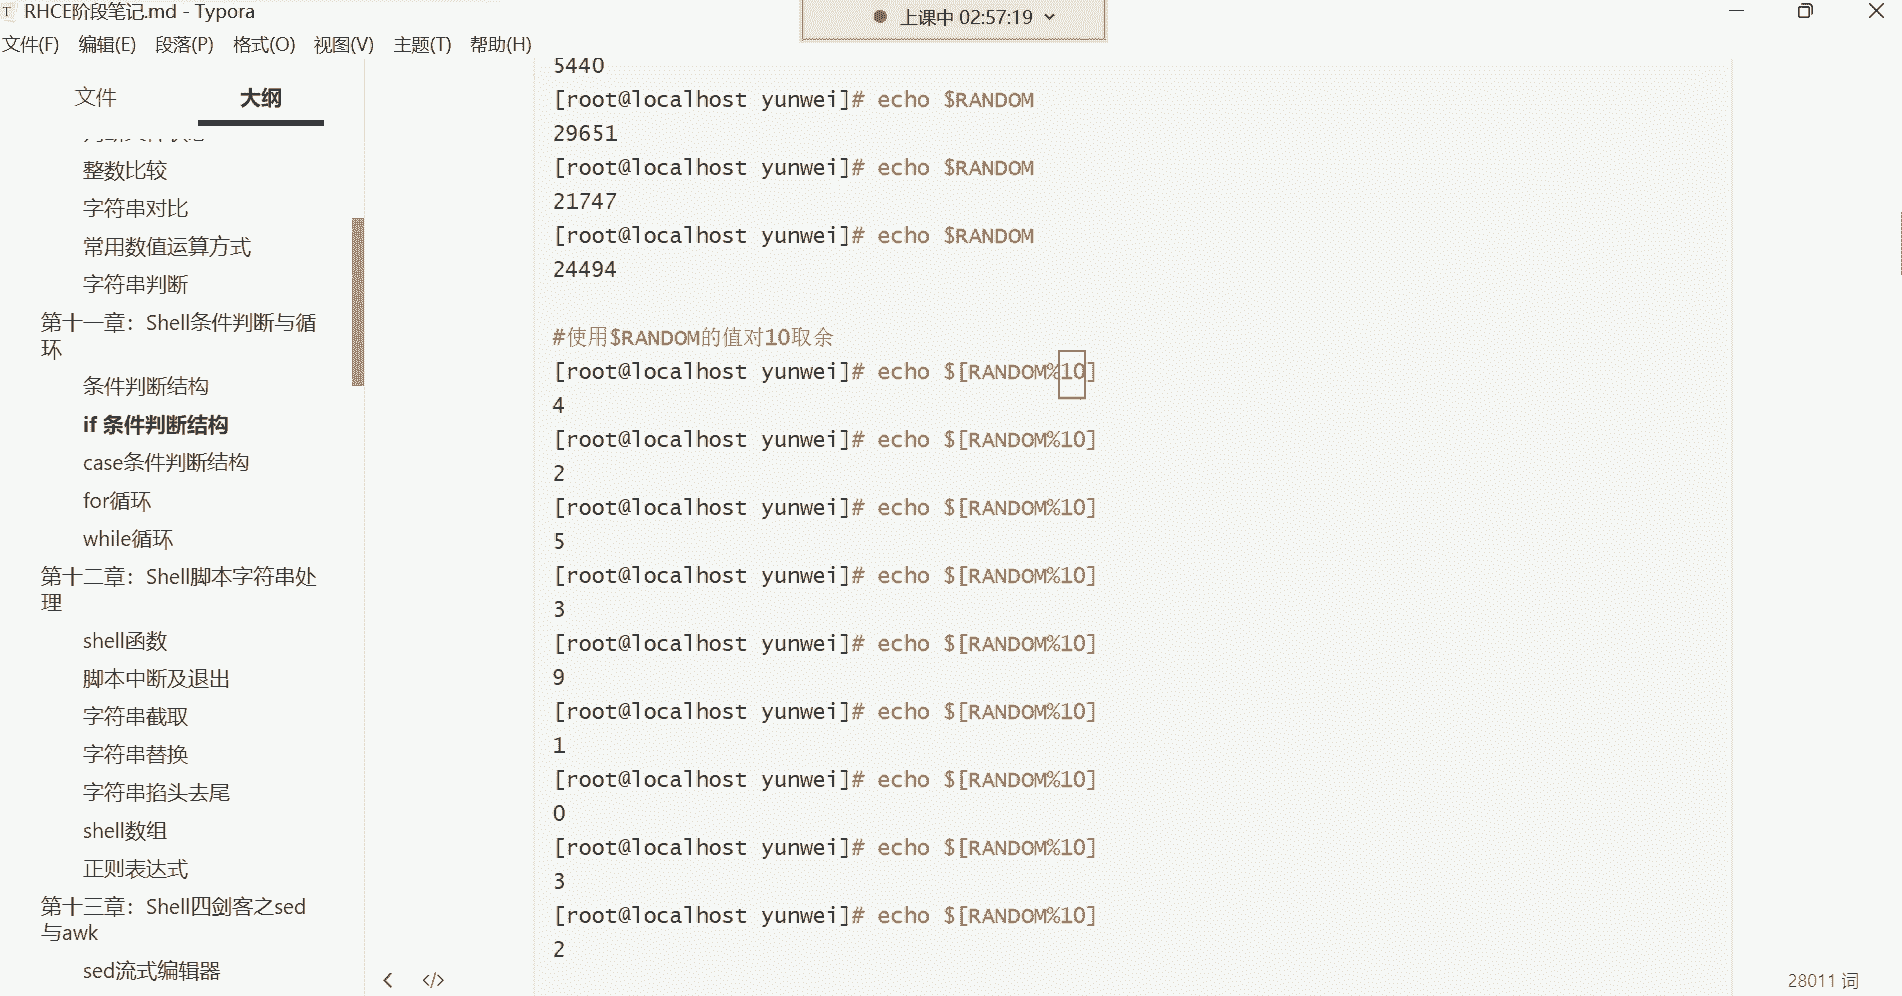 RHCE阶段笔记.md - Typora
上课中 02:57:19
文件(F) 编辑(E) 段落(P) 格式(O) 视图(V) 主题(T) 帮助(H)
文件 大纲
整数比较
字符串对比
常用数值运算方式
字符串判断
第十一章：Shell条件判断与循
环
条件判断结构
if 条件判断结构
case条件判断结构
for循环
while循环
第十二章：Shell脚本字符串处
理
shell函数
脚本中断及退出
字符串截取
字符串替换
字符串掐头去尾
shell数组
正则表达式
第十三章：Shell四剑客之sed
与awk
sed流式编辑器
5440
[root@localhost yunwei]# echo $RANDOM
29651
[root@localhost yunwei]# echo $RANDOM
21747
[root@localhost yunwei]# echo $RANDOM
24494
#使用$RANDOM的值对10取余
[root@localhost yunwei]# echo $[RANDOM%10]
4
[root@localhost yunwei]# echo $[RANDOM%10]
2
[root@localhost yunwei]# echo $[RANDOM%10]
5
[root@localhost yunwei]# echo $[RANDOM%10]
3
[root@localhost yunwei]# echo $[RANDOM%10]
9
[root@localhost yunwei]# echo $[RANDOM%10]
1
[root@localhost yunwei]# echo $[RANDOM%10]
0
[root@localhost yunwei]# echo $[RANDOM%10]
3
[root@localhost yunwei]# echo $[RANDOM%10]
2
28011 词